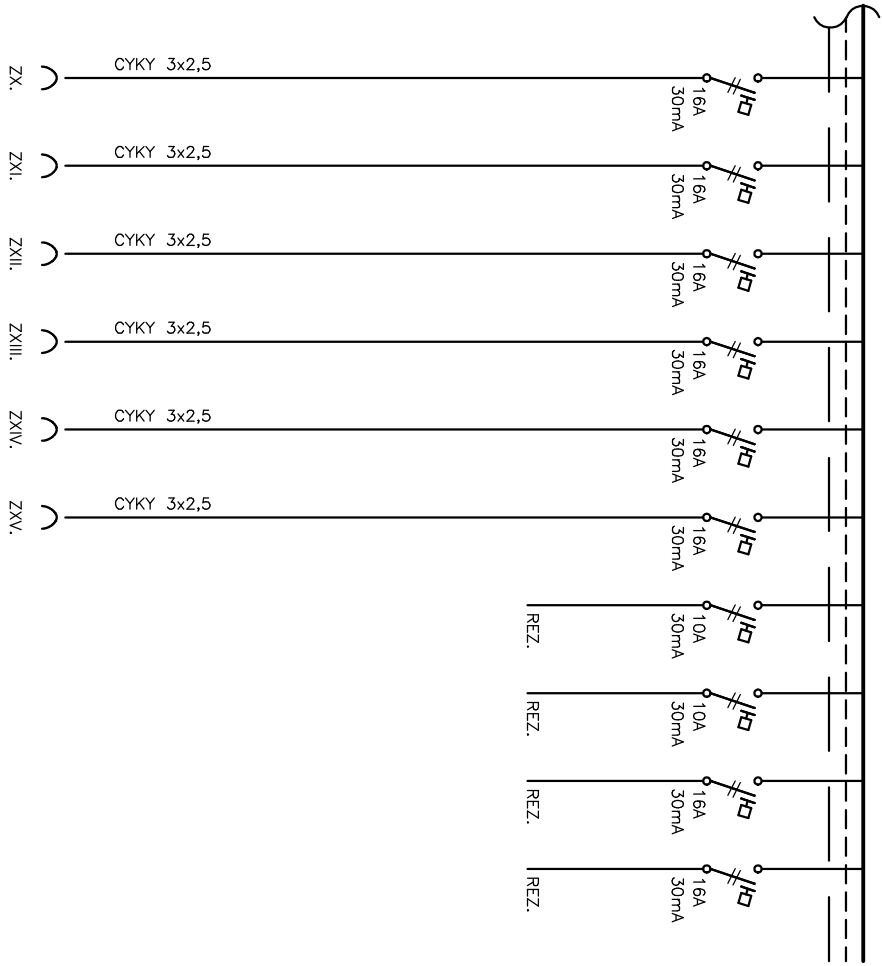 CYKY 3x2,5
16A
30mA
ZX.
CYKY 3x2,5
16A
30mA
ZXI.
CYKY 3x2,5
16A
30mA
ZXII.
CYKY 3x2,5
16A
30mA
ZXIII.
CYKY 3x2,5
16A
30mA
ZXIV.
CYKY 3x2,5
16A
30mA
ZXV.
10A
30mA
REZ.
10A
30mA
REZ.
16A
30mA
REZ.
16A
30mA
REZ.